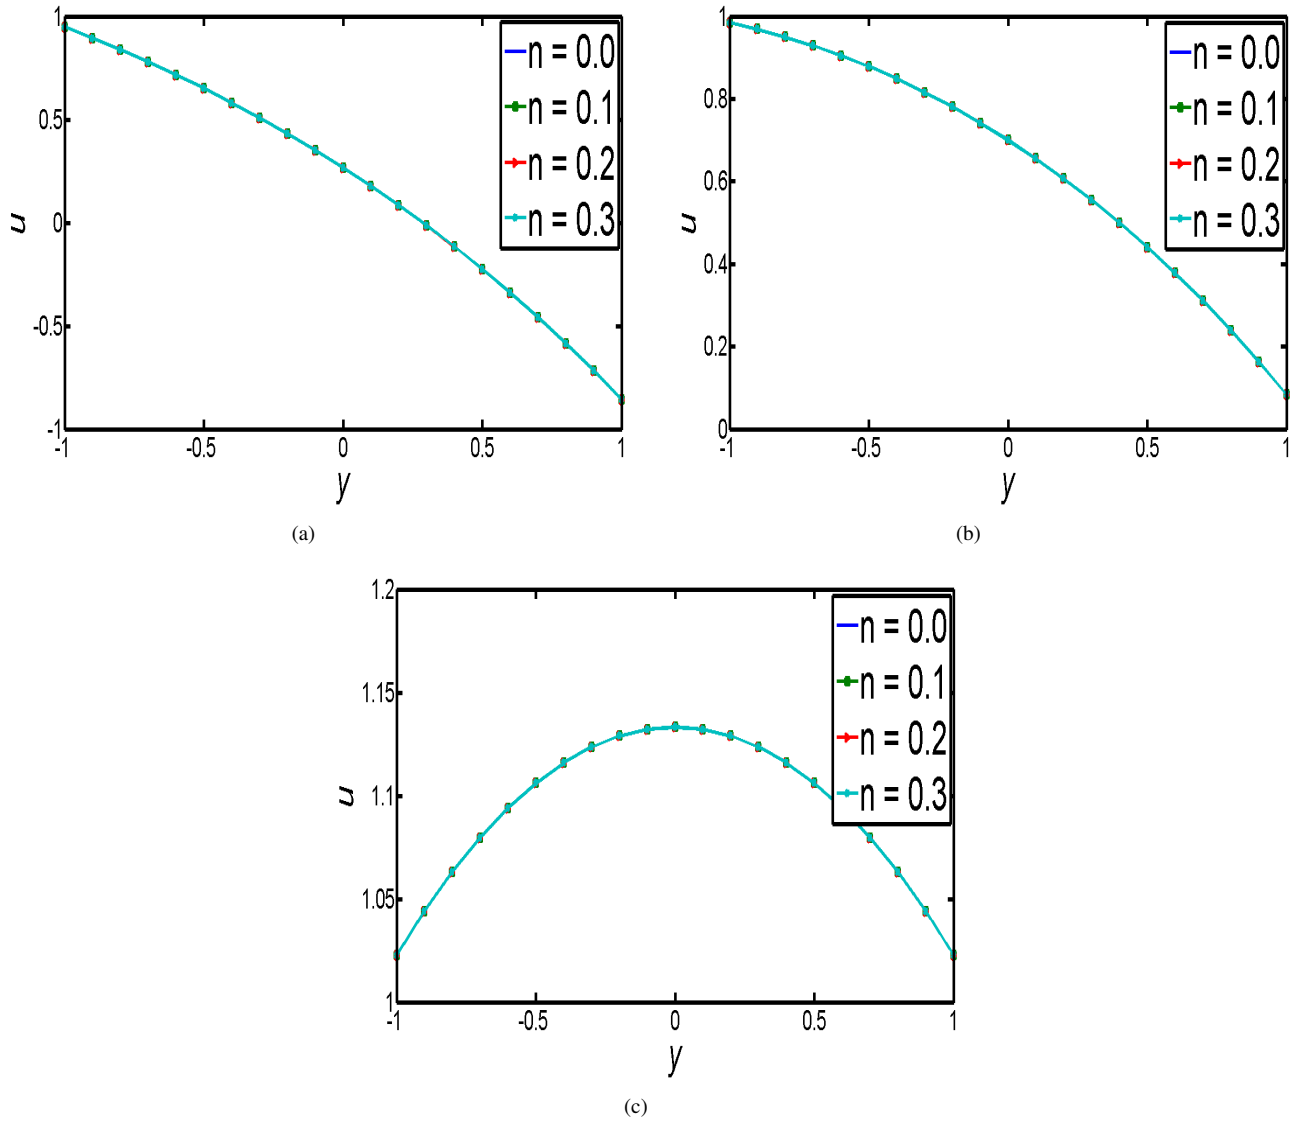 1
0.5
0
-0.5
-1
u
-1
-0.5
0
0.5
1
y
n = 0.0
n = 0.1
n = 0.2
n = 0.3
(a)
1
0.8
0.6
0.4
0.2
0
u
-1
-0.5
0
0.5
1
y
n = 0.0
n = 0.1
n = 0.2
n = 0.3
(b)
1.2
1.15
1.1
1.05
1
u
-1
-0.5
0
0.5
1
y
n = 0.0
n = 0.1
n = 0.2
n = 0.3
(c)